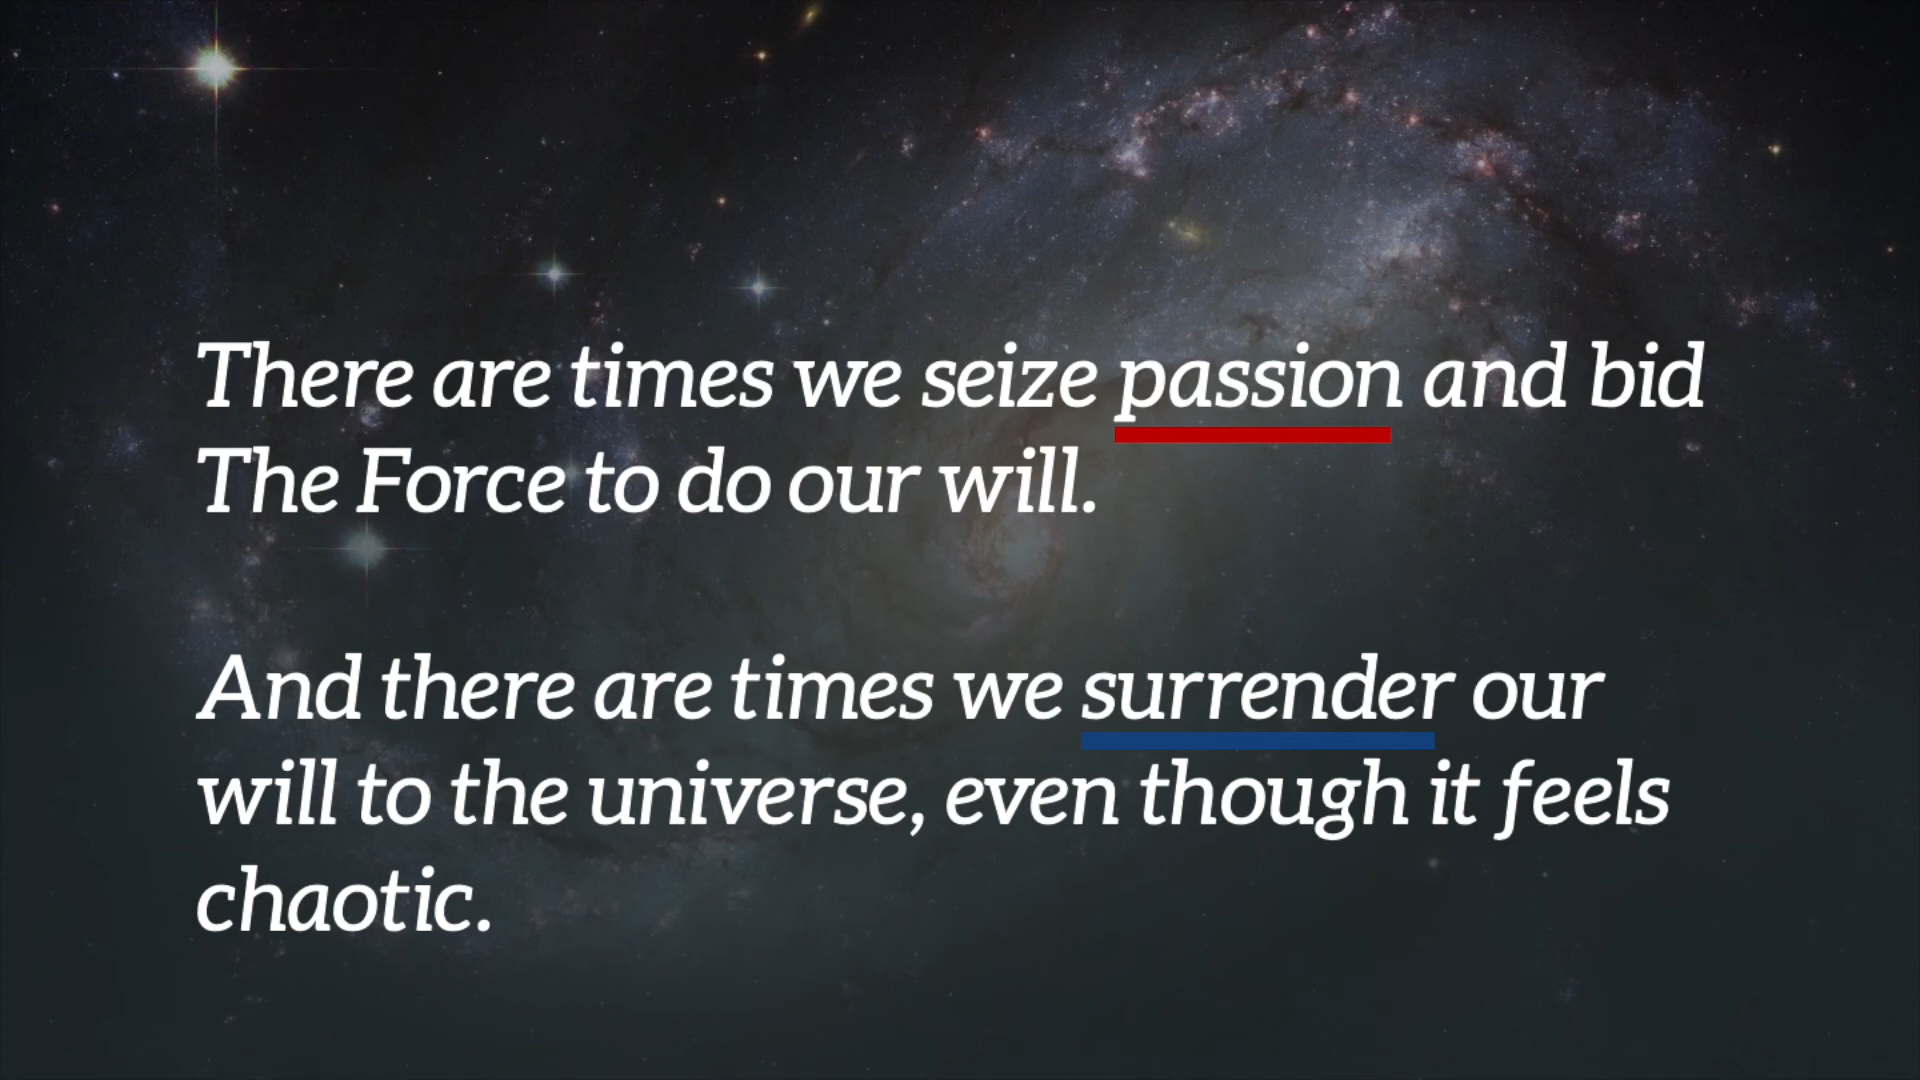 There are times we seize passion and bid
The Force to do our will.
And there are times we surrender our
will to the universe, even though it feels
chaotic.